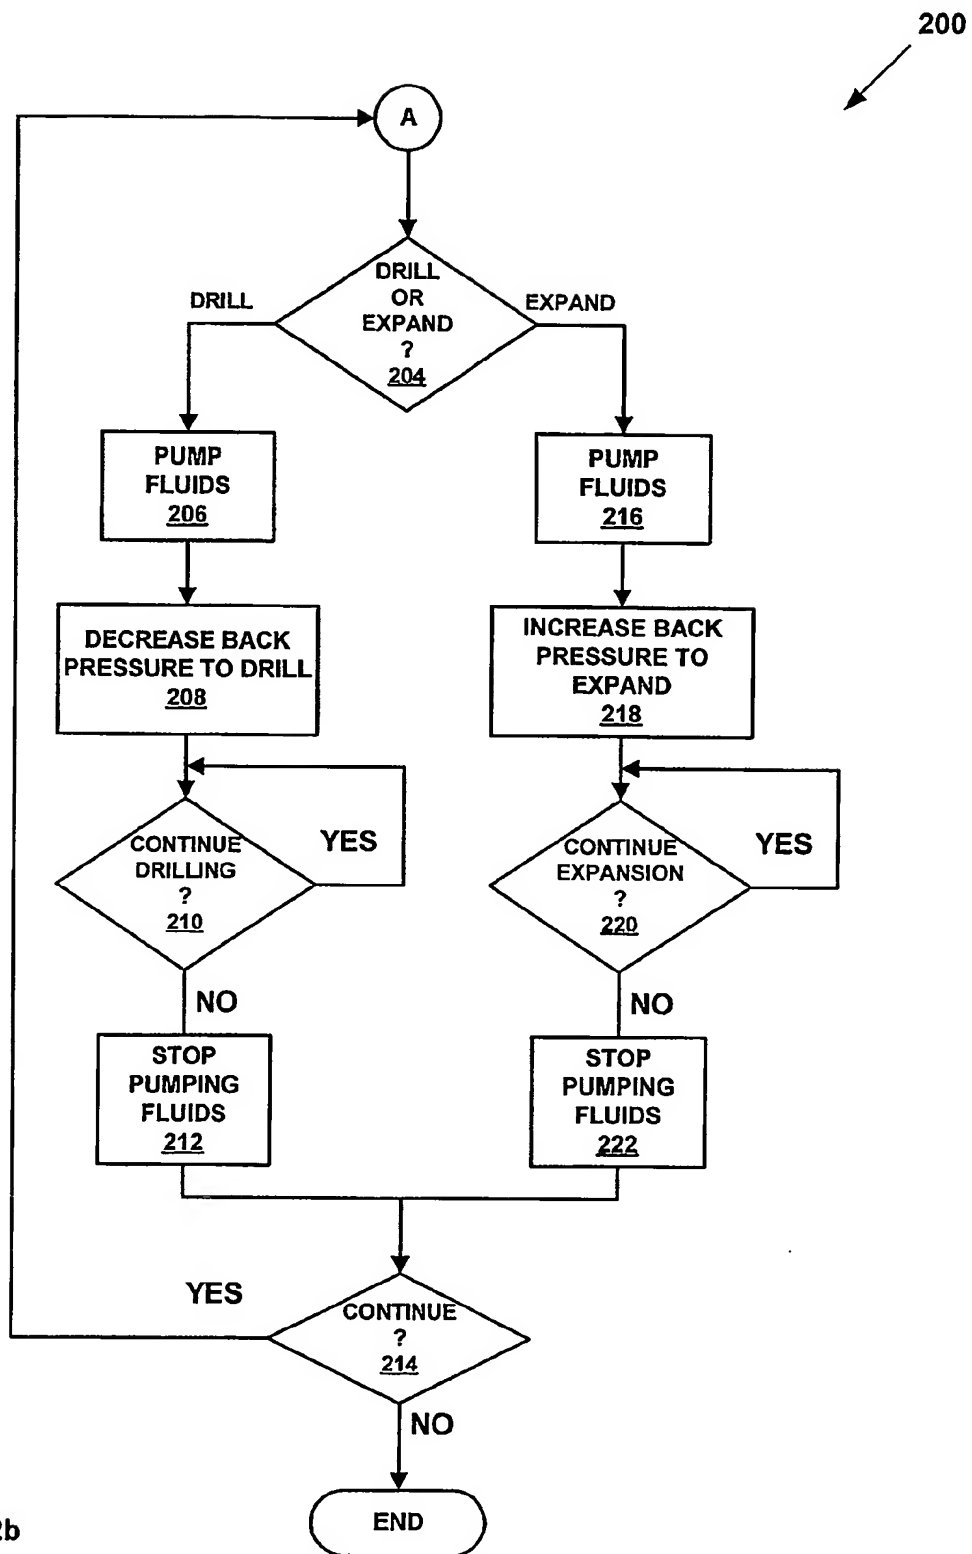 200
A
DRILL
OR
EXPAND
?
204
DRILL
EXPAND
PUMP
FLUIDS
206
PUMP
FLUIDS
216
DECREASE BACK
PRESSURE TO DRILL
208
INCREASE BACK
PRESSURE TO
EXPAND
218
CONTINUE
DRILLING
?
210
YES
CONTINUE
EXPANSION
?
220
YES
NO
NO
STOP
PUMPING
FLUIDS
212
STOP
PUMPING
FLUIDS
222
YES
CONTINUE
?
214
NO
END
2b